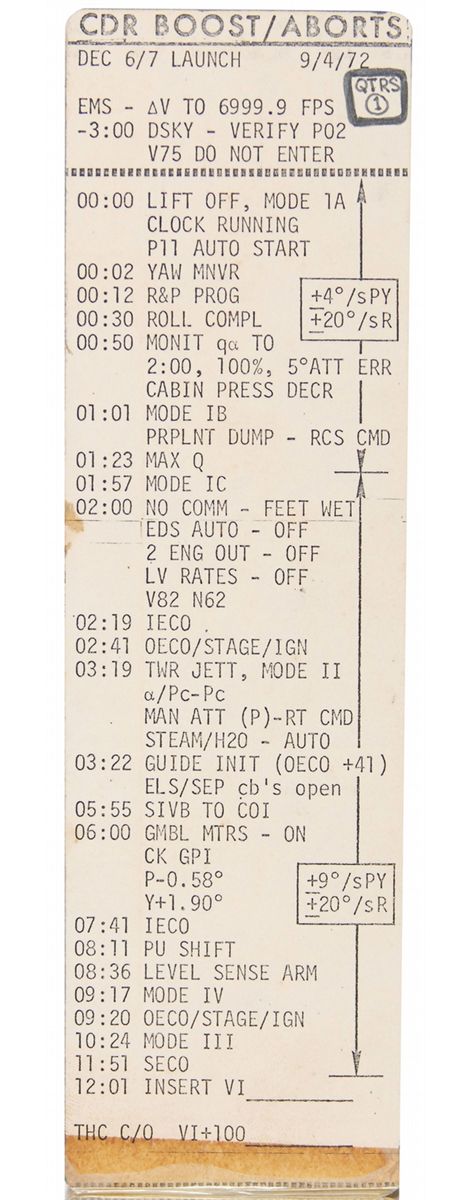 CDR BOOST/ABORTS
DEC 6/7 LAUNCH 9/4/72
QTRS
1
EMS - ΔV TO 6999.9 FPS
-3:00 DSKY - VERIFY P02
V75 DO NOT ENTER
00:00 LIFT OFF, MODE 1A
CLOCK RUNNING
P11 AUTO START
00:02 YAW MNVR
00:12 R&P PROG
±4°/sPY
±20°/sR
00:30 ROLL COMPL
00:50 MONIT qα TO
2:00, 100%, 5°ATT ERR
CABIN PRESS DECR
01:01 MODE IB
PRPLNT DUMP - RCS CMD
01:23 MAX Q
01:57 MODE IC
02:00 NO COMM - FEET WET
EDS AUTO - OFF
2 ENG OUT - OFF
LV RATES - OFF
V82 N62
02:19 IECO
02:41 OECO/STAGE/IGN
03:19 TWR JETT, MODE II
α/Pc-Pc
MAN ATT (P)-RT CMD
STEAM/H2O - AUTO
03:22 GUIDE INIT (OECO +41)
ELS/SEP cb's open
05:55 SIVB TO COI
06:00 GMBL MTRS - ON
CK GPI
P-0.58°
Y+1.90°
±9°/sPY
±20°/sR
07:41 IECO
08:11 PU SHIFT
08:36 LEVEL SENSE ARM
09:17 MODE IV
09:20 OECO/STAGE/IGN
10:24 MODE III
11:51 SECO
12:01 INSERT VI
THC C/O VI+100